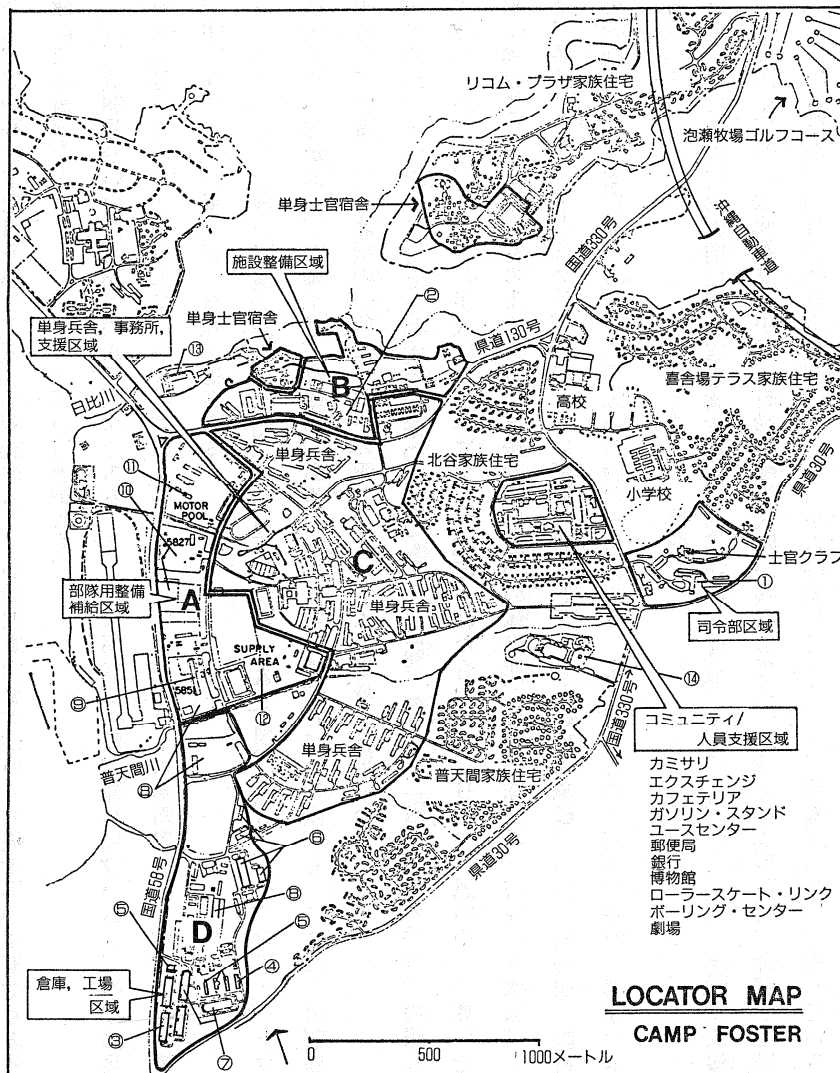 リコム・プラザ家族住宅
泡瀬牧場ゴルフコース
単身士官宿舎
国道330号
沖縄自動車道
施設整備区域
②
単身兵舎，事務所，
支援区域
単身士官宿舎
⑬
県道130号
B
高校
喜舎場テラス家族住宅
日比川
単身兵舎
北谷家族住宅
⑪
MOTOR
POOL
小学校
県道30号
⑩
5827
C
士官クラブ
部隊用整備
補給区域
A
単身兵舎
①
司令部区域
SUPPLY
AREA
⑨
585
⑫
⑭
国道330号
コミュニティ/
人員支援区域
単身兵舎
普天間川
⑧
普天間家族住宅
カミサリ
エクスチェンジ
カフェテリア
ガソリン・スタンド
ユースセンター
郵便局
銀行
博物館
ローラースケート・リンク
ボーリング・センター
劇場
⑥
県道30号
国道58号
⑧
D
⑤
⑤
④
倉庫，工場
区域
③
⑦
LOCATOR MAP
CAMP FOSTER
0 500 1000メートル